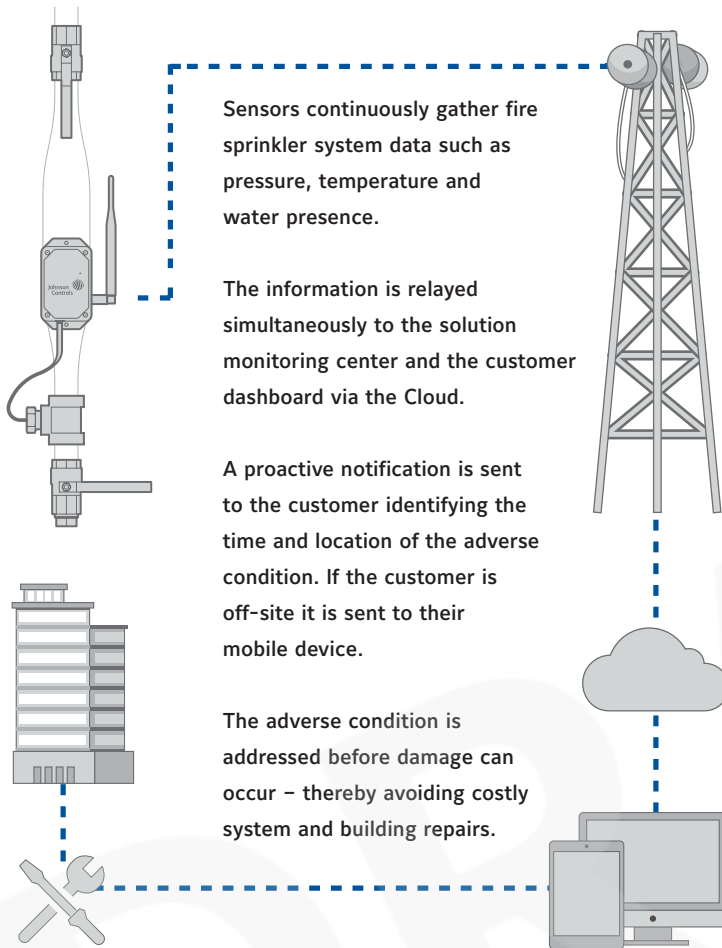 Johnson
Controls
Sensors continuously gather fire
sprinkler system data such as
pressure, temperature and
water presence.
The information is relayed
simultaneously to the solution
monitoring center and the customer
dashboard via the Cloud.
A proactive notification is sent
to the customer identifying the
time and location of the adverse
condition. If the customer is
off-site it is sent to their
mobile device.
The adverse condition is
addressed before damage can
occur – thereby avoiding costly
system and building repairs.